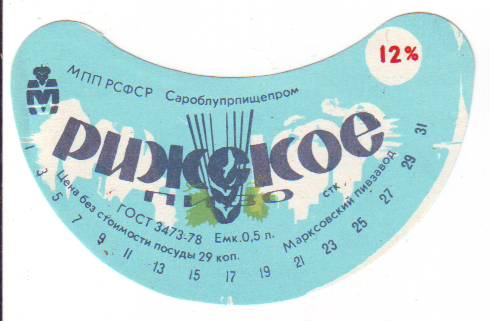 12%
МПП РСФСР Сароблупрпищепром
М
Рижское
ПИВО
ГОСТ 3473-78 Емк.0,5 л.
стк
Цена без стоимости посуды 29 коп.
Марксовский пивзавод
1 3 5 7 9 11 13 15 17 19 21 23 25 27 29 31